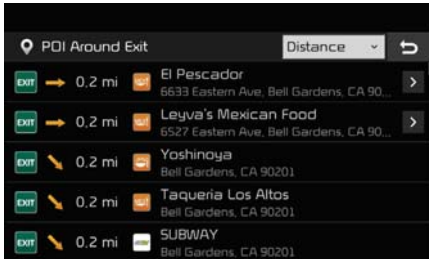 POI Around Exit
Distance
EXIT 0.2 mi El Pescador
6633 Eastern Ave, Bell Gardens, CA 90...
EXIT 0.2 mi Leyva's Mexican Food
6527 Eastern Ave, Bell Gardens, CA 90...
EXIT 0.2 mi Yoshinoya
Bell Gardens, CA 90201
EXIT 0.2 mi Taqueria Los Altos
Bell Gardens, CA 90201
EXIT 0.2 mi SUBWAY
Bell Gardens, CA 90201